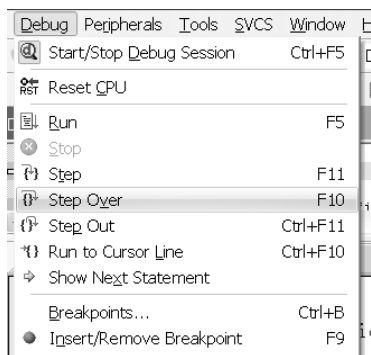 Debug Peripherals Tools SVCS Window
Start/Stop Debug Session Ctrl+F5
RST Reset CPU
Run F5
Stop
Step F11
Step Over F10
Step Out Ctrl+F11
Run to Cursor Line Ctrl+F10
Show Next Statement
Breakpoints... Ctrl+B
Insert/Remove Breakpoint F9